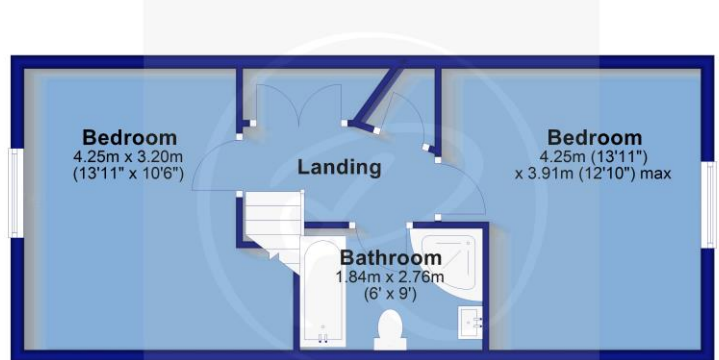 Bedroom
4.25m x 3.20m
(13'11" x 10'6")
Landing
Bedroom
4.25m (13'11")
x 3.91m (12'10") max
Bathroom
1.84m x 2.76m
(6' x 9')